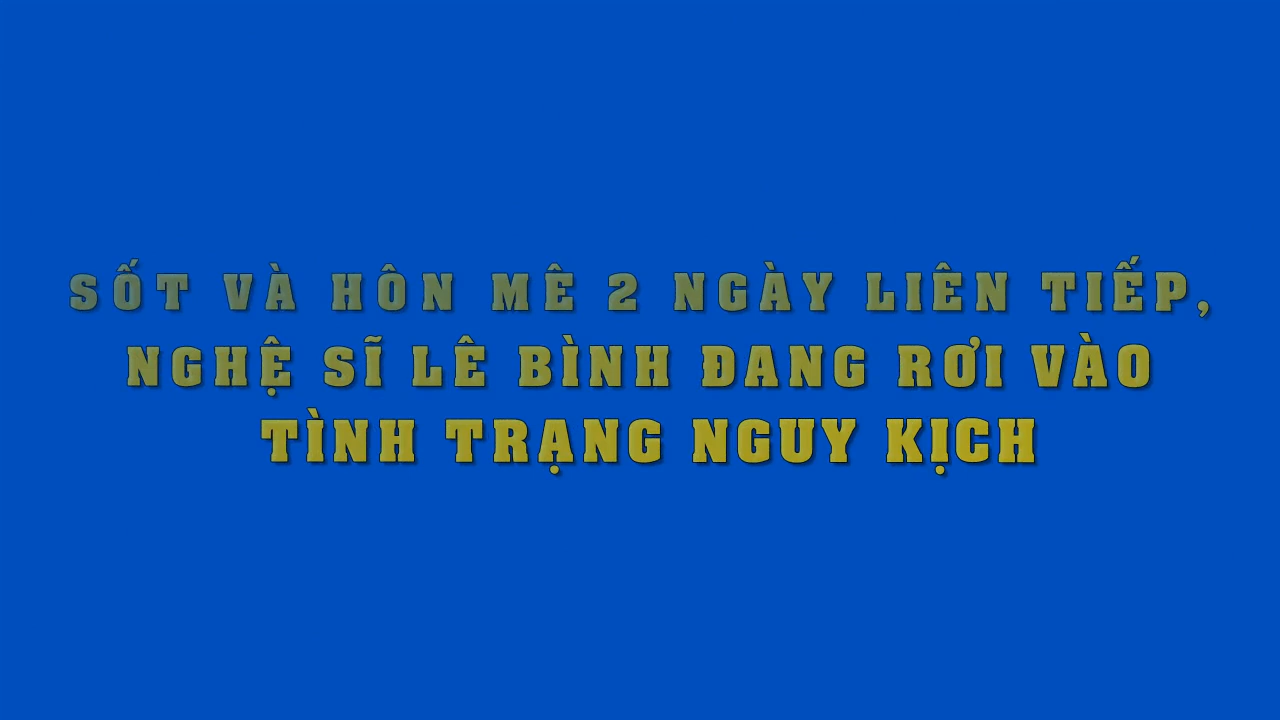 SỐT VÀ HÔN MÊ 2 NGÀY LIÊN TIẾP,
NGHỆ SĨ LÊ BÌNH ĐANG RƠI VÀO
TÌNH TRẠNG NGUY KỊCH